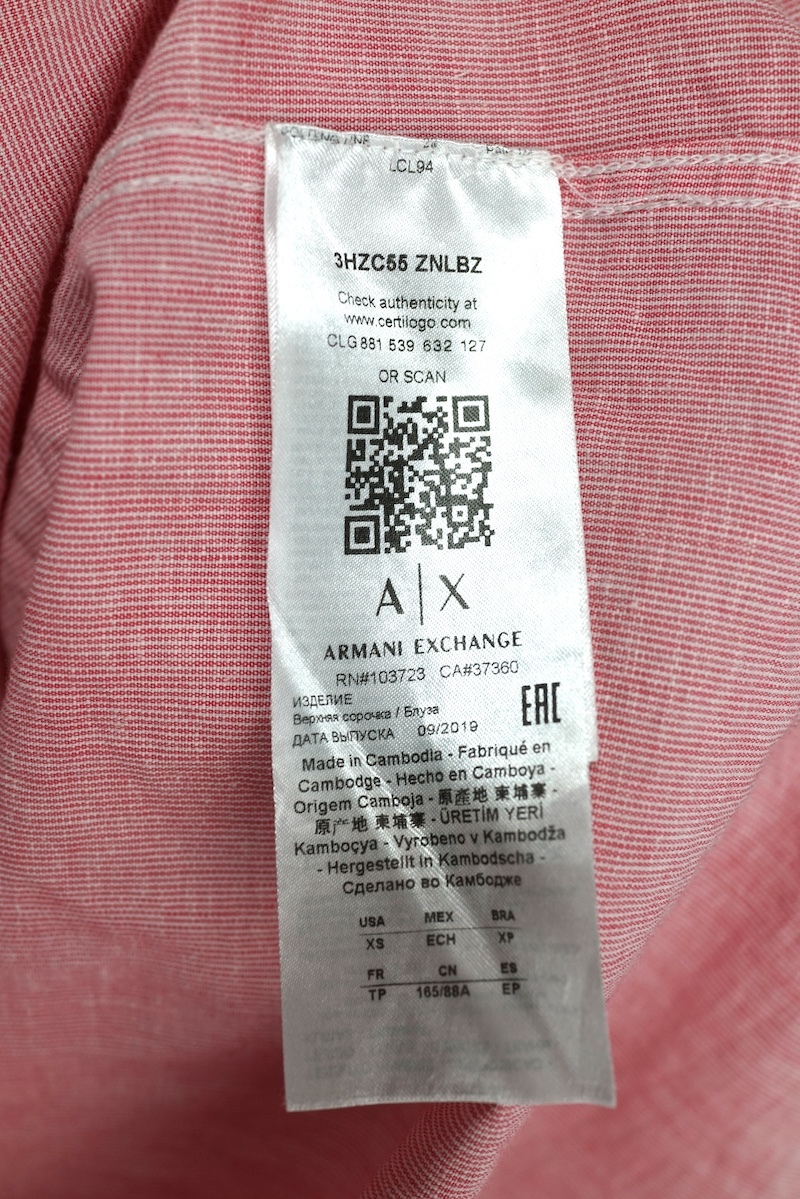 LCL94
3HZC55 ZNLBZ
Check authenticity at
www.certilogo.com
CLG 881 539 632 127
OR SCAN
A|X
ARMANI EXCHANGE
RN#103723 CA#37360
ИЗДЕЛИЕ
Верхняя сорочка / Блуза
ДАТА ВЫПУСКА 09/2019
EAC
Made in Cambodia - Fabriqué en
Cambodge - Hecho en Camboya -
Origem Camboja - 原產地 柬埔寨 -
原产地 柬埔寨 - ÜRETİM YERİ
Kamboçya - Vyrobeno v Kambodža
- Hergestellt in Kambodscha -
Сделано во Камбодже
USA MEX BRA
XS ECH XP
FR CN ES
TP 165/88A EP